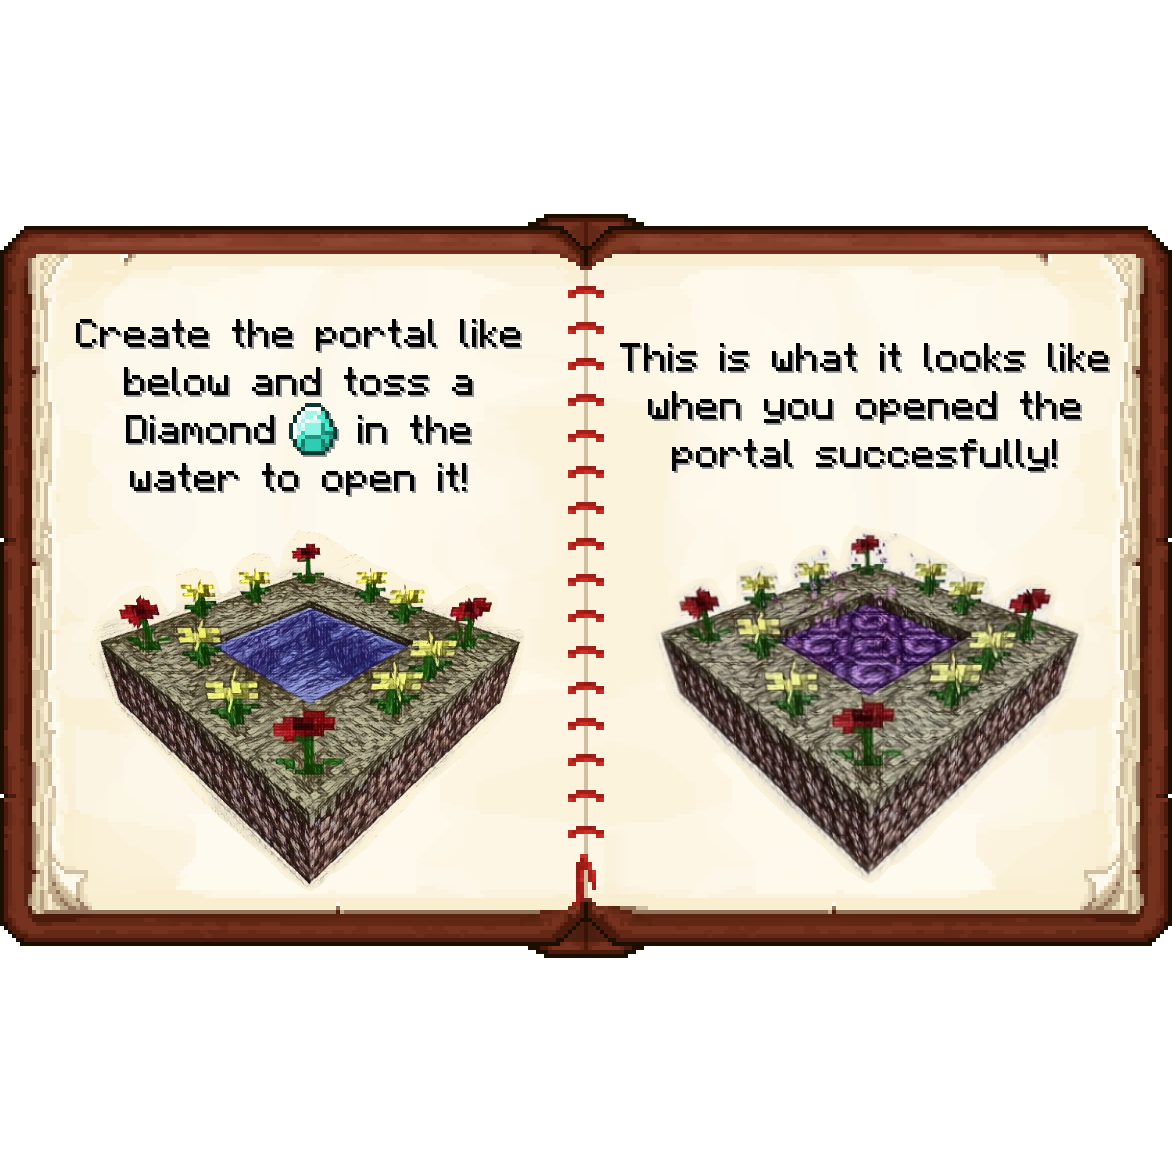 Create the portal like
below and toss a
Diamond in the
water to open it!
This is what it looks like
when you opened the
portal succesfully!